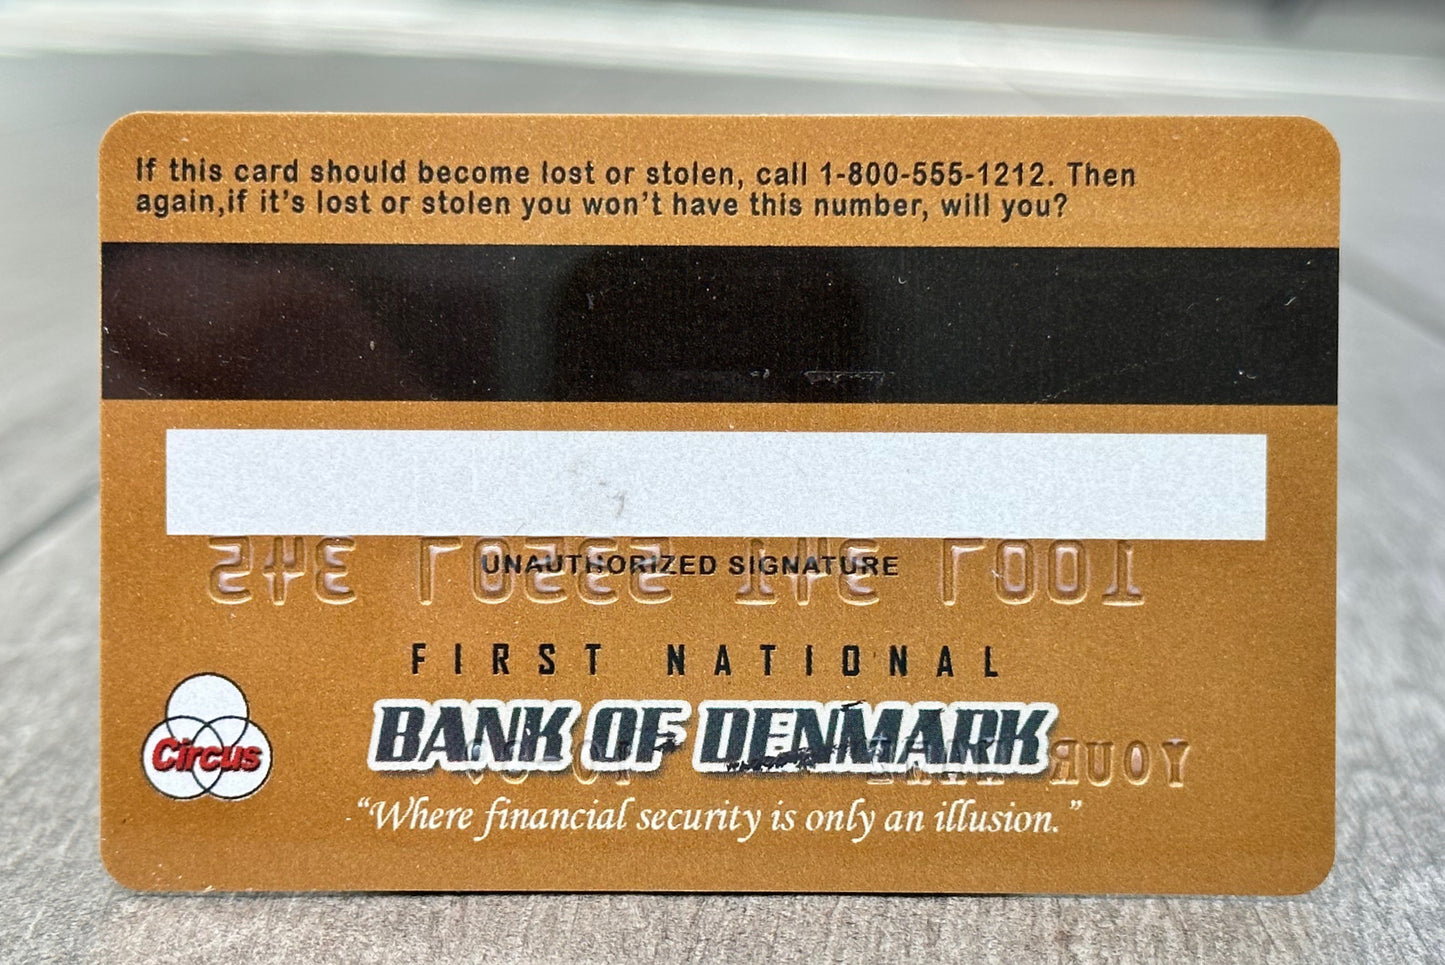 If this card should become lost or stolen, call 1-800-555-1212. Then
again,if it's lost or stolen you won't have this number, will you?
UNAUTHORIZED SIGNATURE
FIRST NATIONAL
BANK OF DENMARK
YOUR NAME
Circus
"Where financial security is only an illusion."